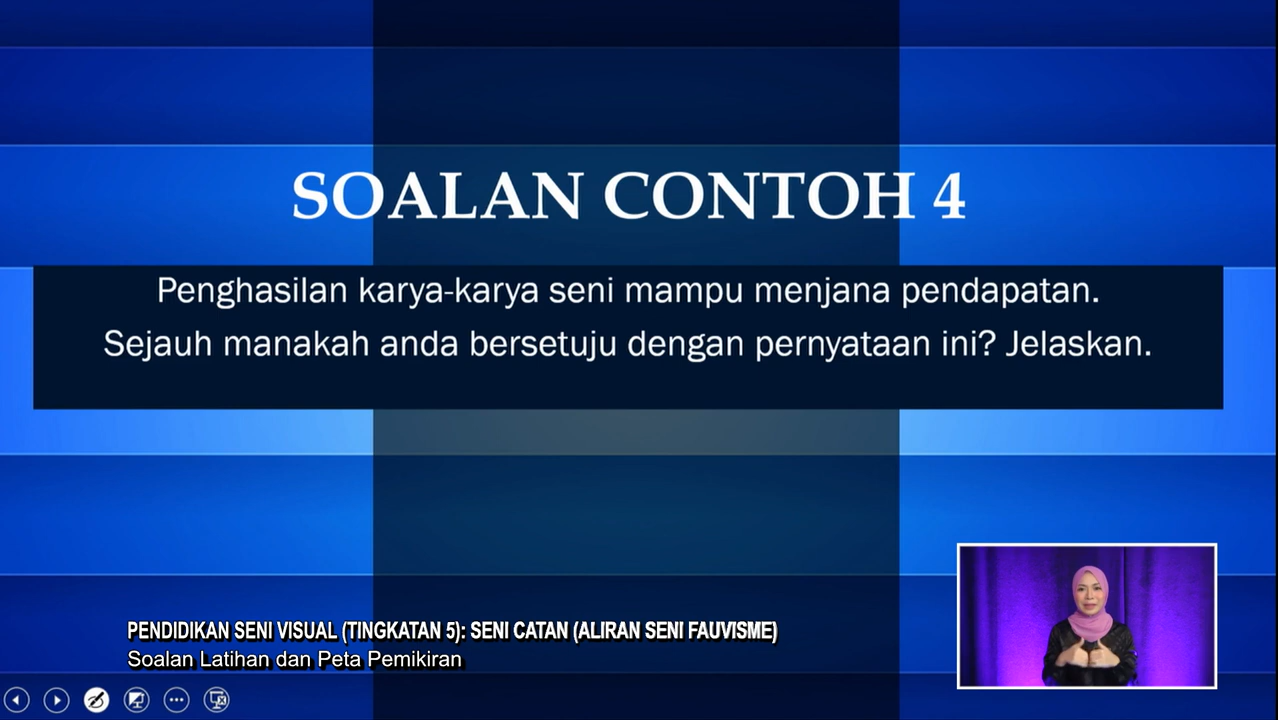 SOALAN CONTOH 4
Penghasilan karya-karya seni mampu menjana pendapatan.
Sejauh manakah anda bersetuju dengan pernyataan ini? Jelaskan.
PENDIDIKAN SENI VISUAL (TINGKATAN 5): SENI CATAN (ALIRAN SENI FAUVISME)
Soalan Latihan dan Peta Pemikiran